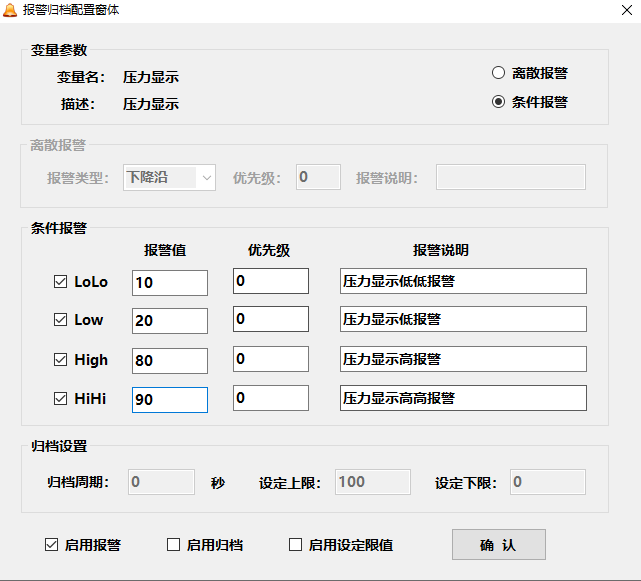 报警归档配置窗体
变量参数
变量名： 压力显示
离散报警
描述： 压力显示
条件报警
离散报警
报警类型： 下降沿 优先级： 0 报警说明：
条件报警
报警值 优先级 报警说明
LoLo 10 0 压力显示低低报警
Low 20 0 压力显示低报警
High 80 0 压力显示高报警
HiHi 90 0 压力显示高高报警
归档设置
归档周期： 0 秒 设定上限： 100 设定下限： 0
启用报警 启用归档 启用设定限值 确 认